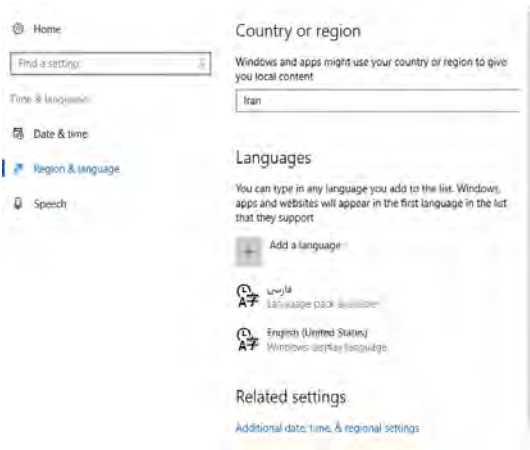 Home
Find a setting
Time & language
Date & time
Region & language
Speech
Country or region
Windows and apps might use your country or region to give
you local content
Iran
Languages
You can type in any language you add to the list. Windows,
apps and websites will appear in the first language in the list
that they support
Add a language
فارسی
Language pack available
English (United States)
Windows display language
Related settings
Additional date, time, & regional settings